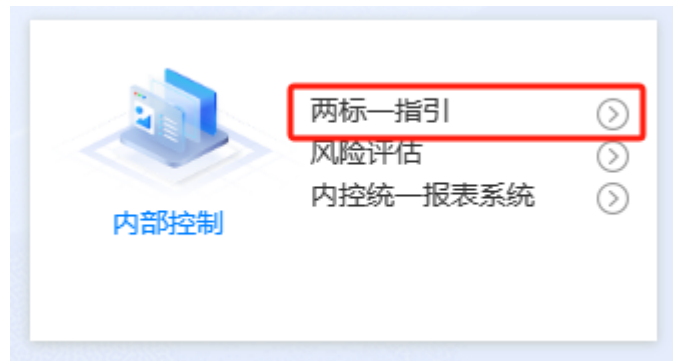 两标一指引
风险评估
内控统一报表系统
内部控制